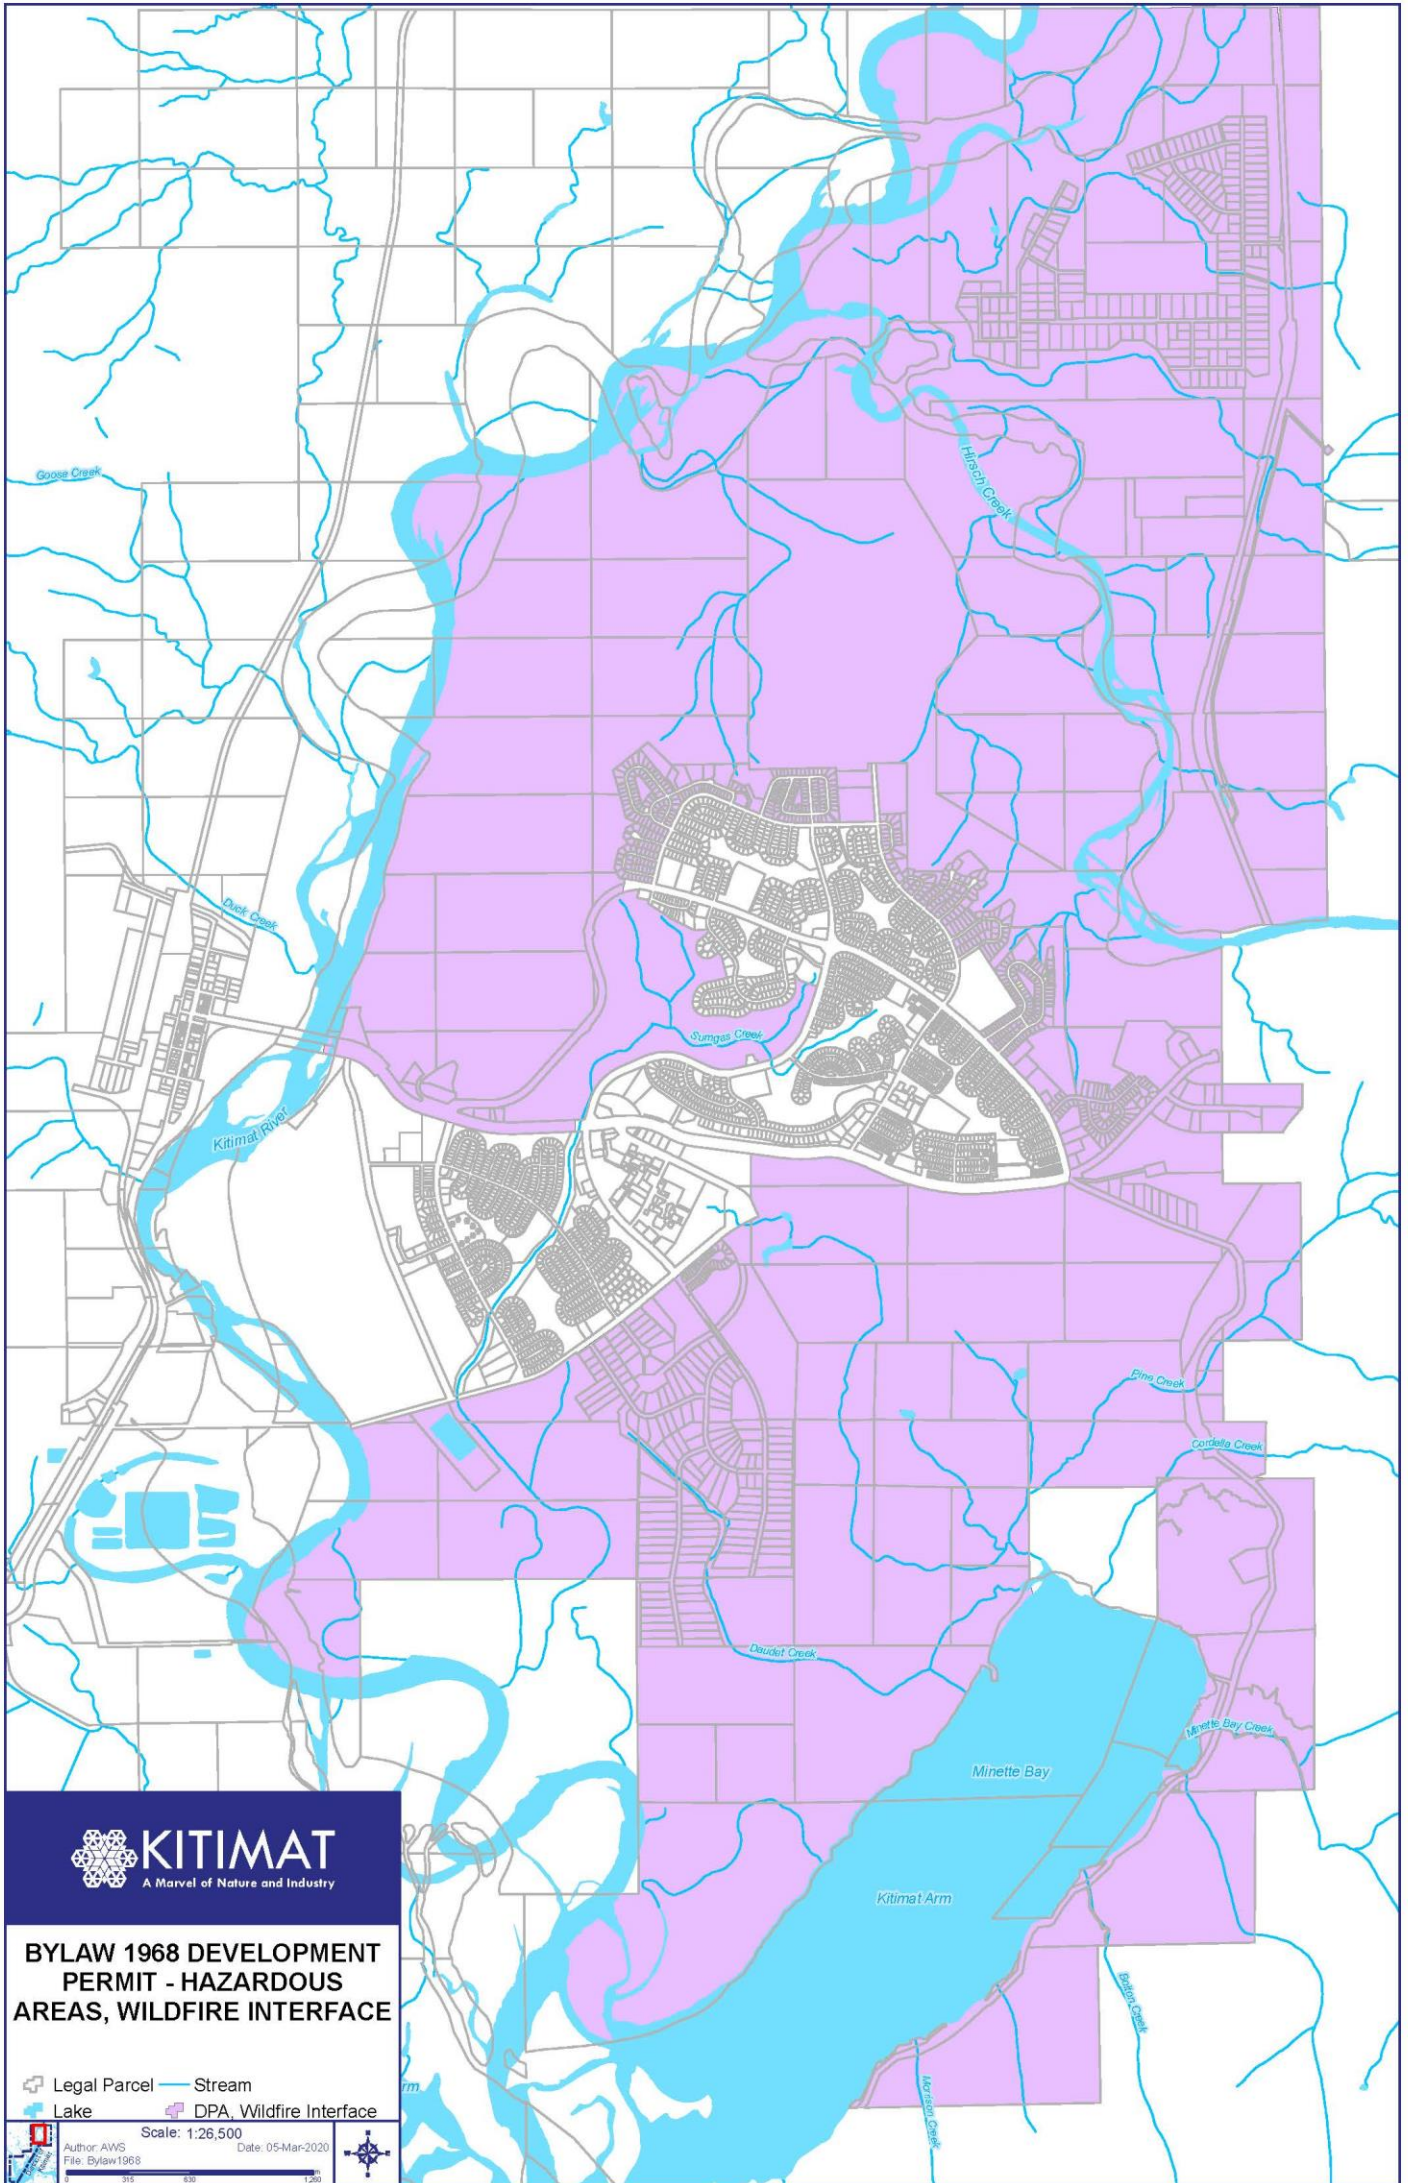 Goose Creek
Hirsch Creek
Duck Creek
Sumgas Creek
Kitimat River
Pine Creek
Cordella Creek
Daudet Creek
Minette Bay Creek
Minette Bay
Kitimat Arm
Bolton Creek
Morrison Creek
KITIMAT
A Marvel of Nature and Industry
BYLAW 1968 DEVELOPMENT
PERMIT - HAZARDOUS
AREAS, WILDFIRE INTERFACE
Legal Parcel
Stream
Lake
DPA, Wildfire Interface
rm
Scale: 1:26,500
Author: AWS
Date: 05-Mar-2020
File: Bylaw1968
0 315 630 1,260